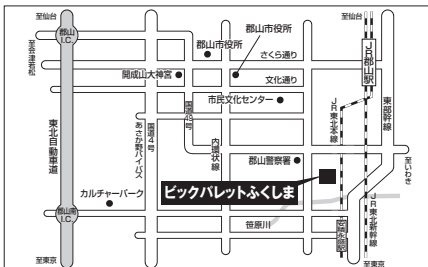 至仙台
至仙台
郡山I.C.
至会津若松
郡山市役所
郡山市役所
さくら通り
JR郡山駅
開成山大神宮
文化通り
市民文化センター
東北自動車道
あさか野バイパス
国道4号
国道49号
内環状線
JR東北本線
東部幹線
郡山警察署
至いわき
カルチャーパーク
ビックパレットふくしま
郡山南I.C.
笹原川
安積永盛駅
JR東北新幹線
至東京
至東京